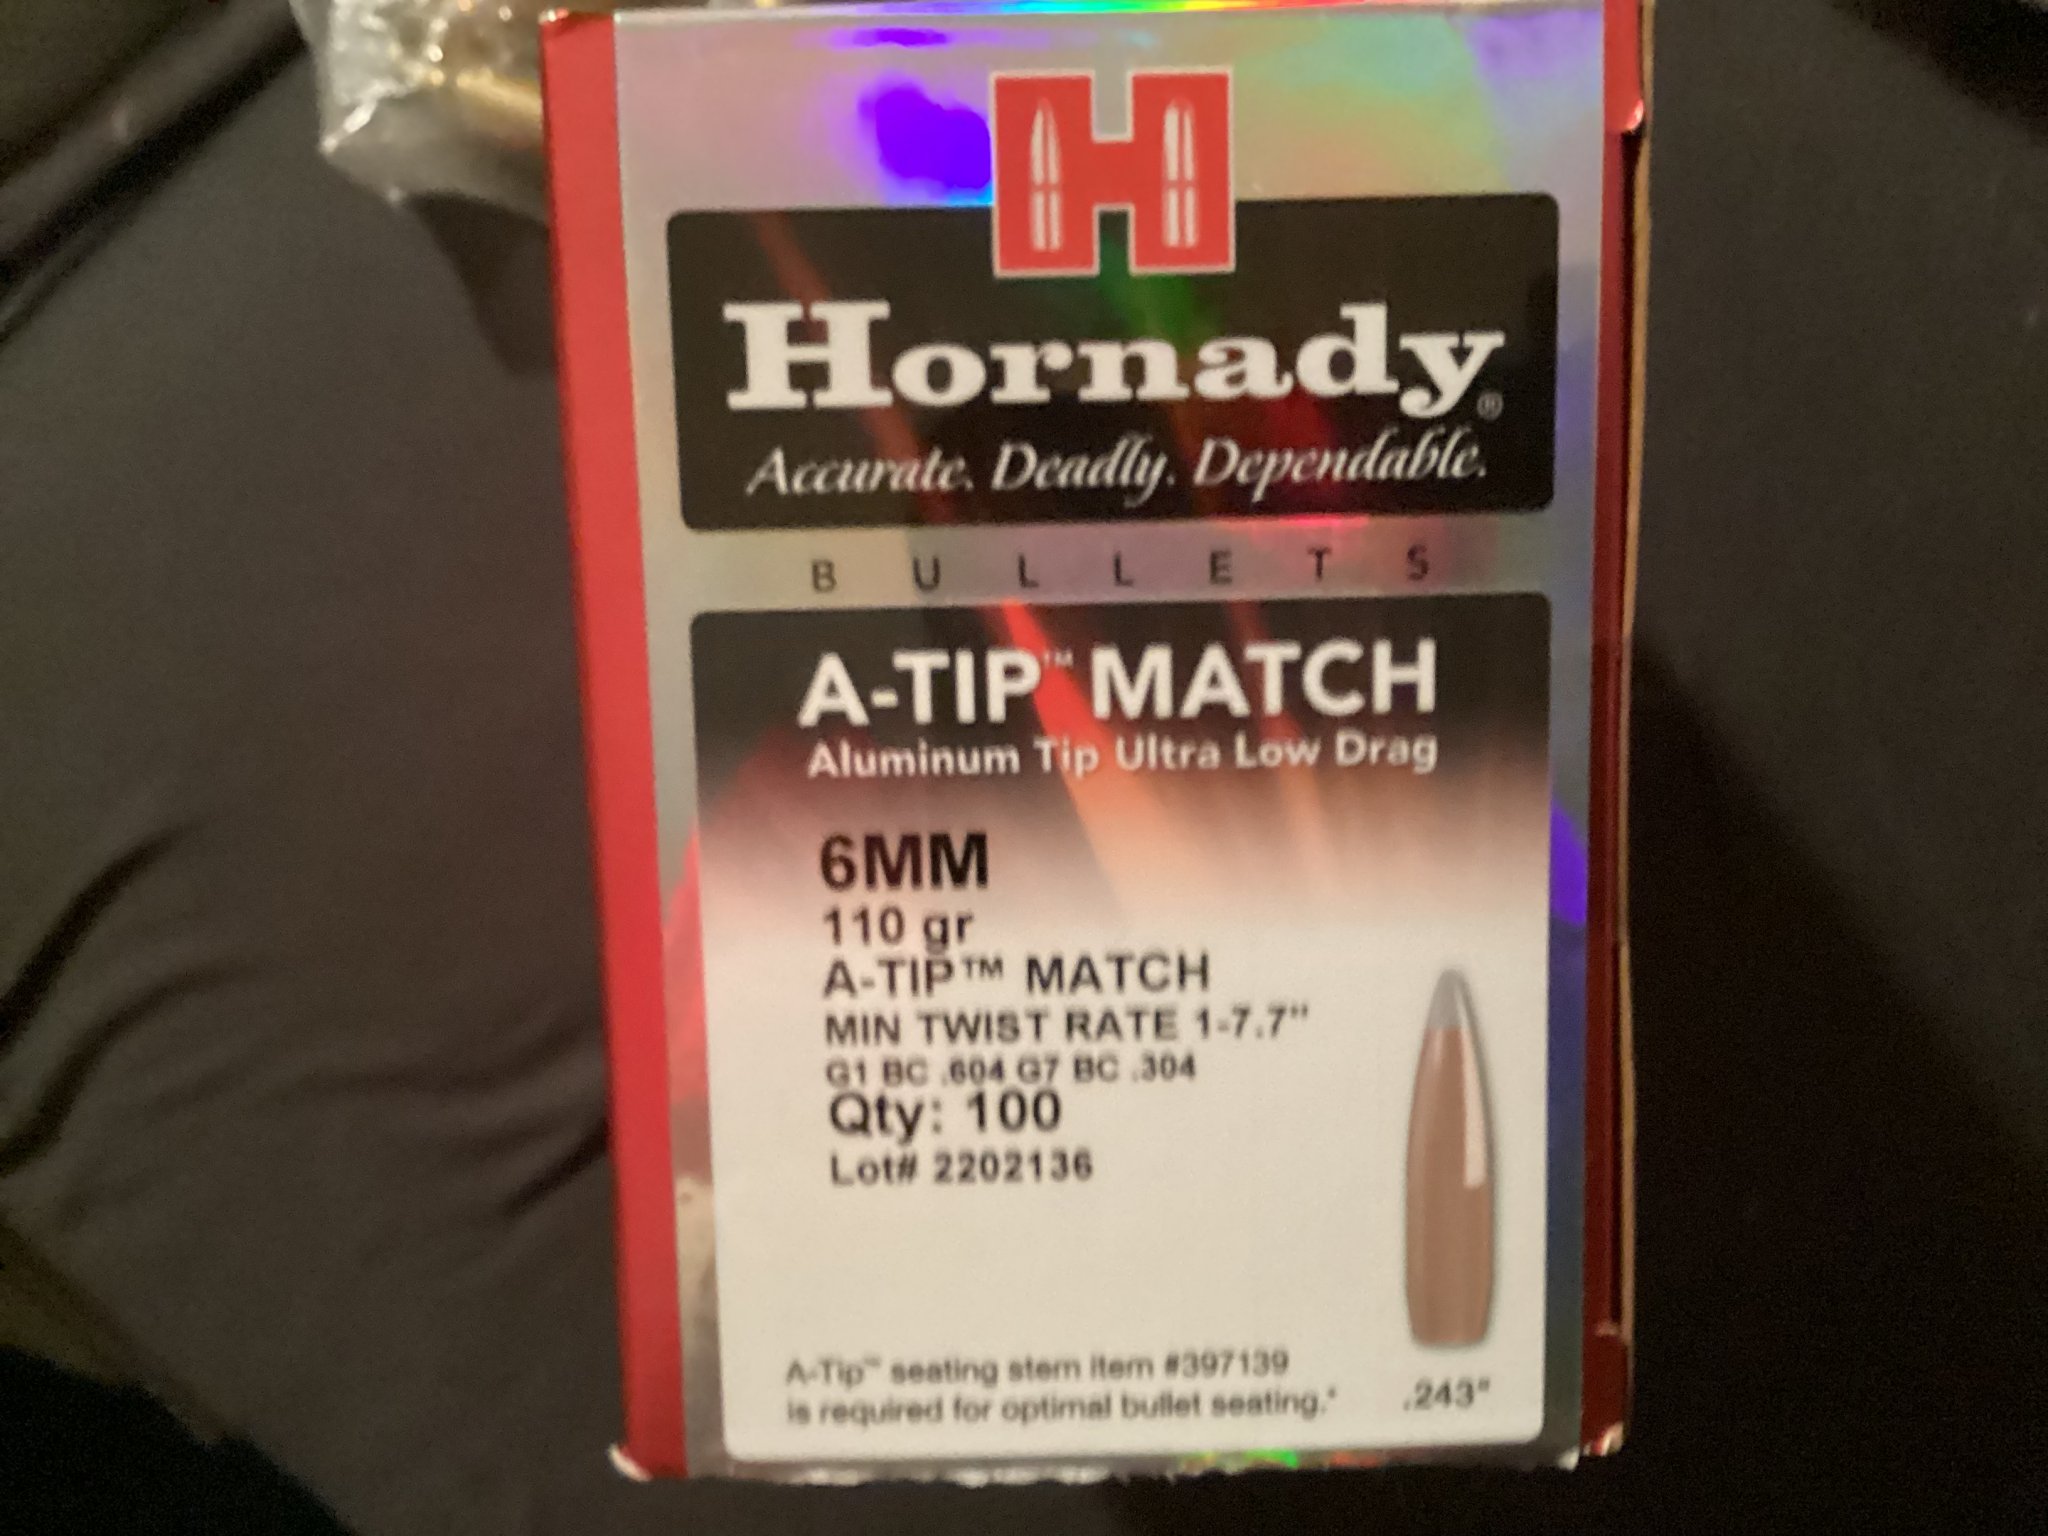 H
Hornady®
Accurate. Deadly. Dependable.
BULLETS
A-TIP™ MATCH
Aluminum Tip Ultra Low Drag
6MM
110 gr
A-TIP™ MATCH
MIN TWIST RATE 1-7.7"
G1 BC .604 G7 BC .304
Qty: 100
Lot# 2202136
A-Tip™ seating stem item #397139
is required for optimal bullet seating.*
.243"